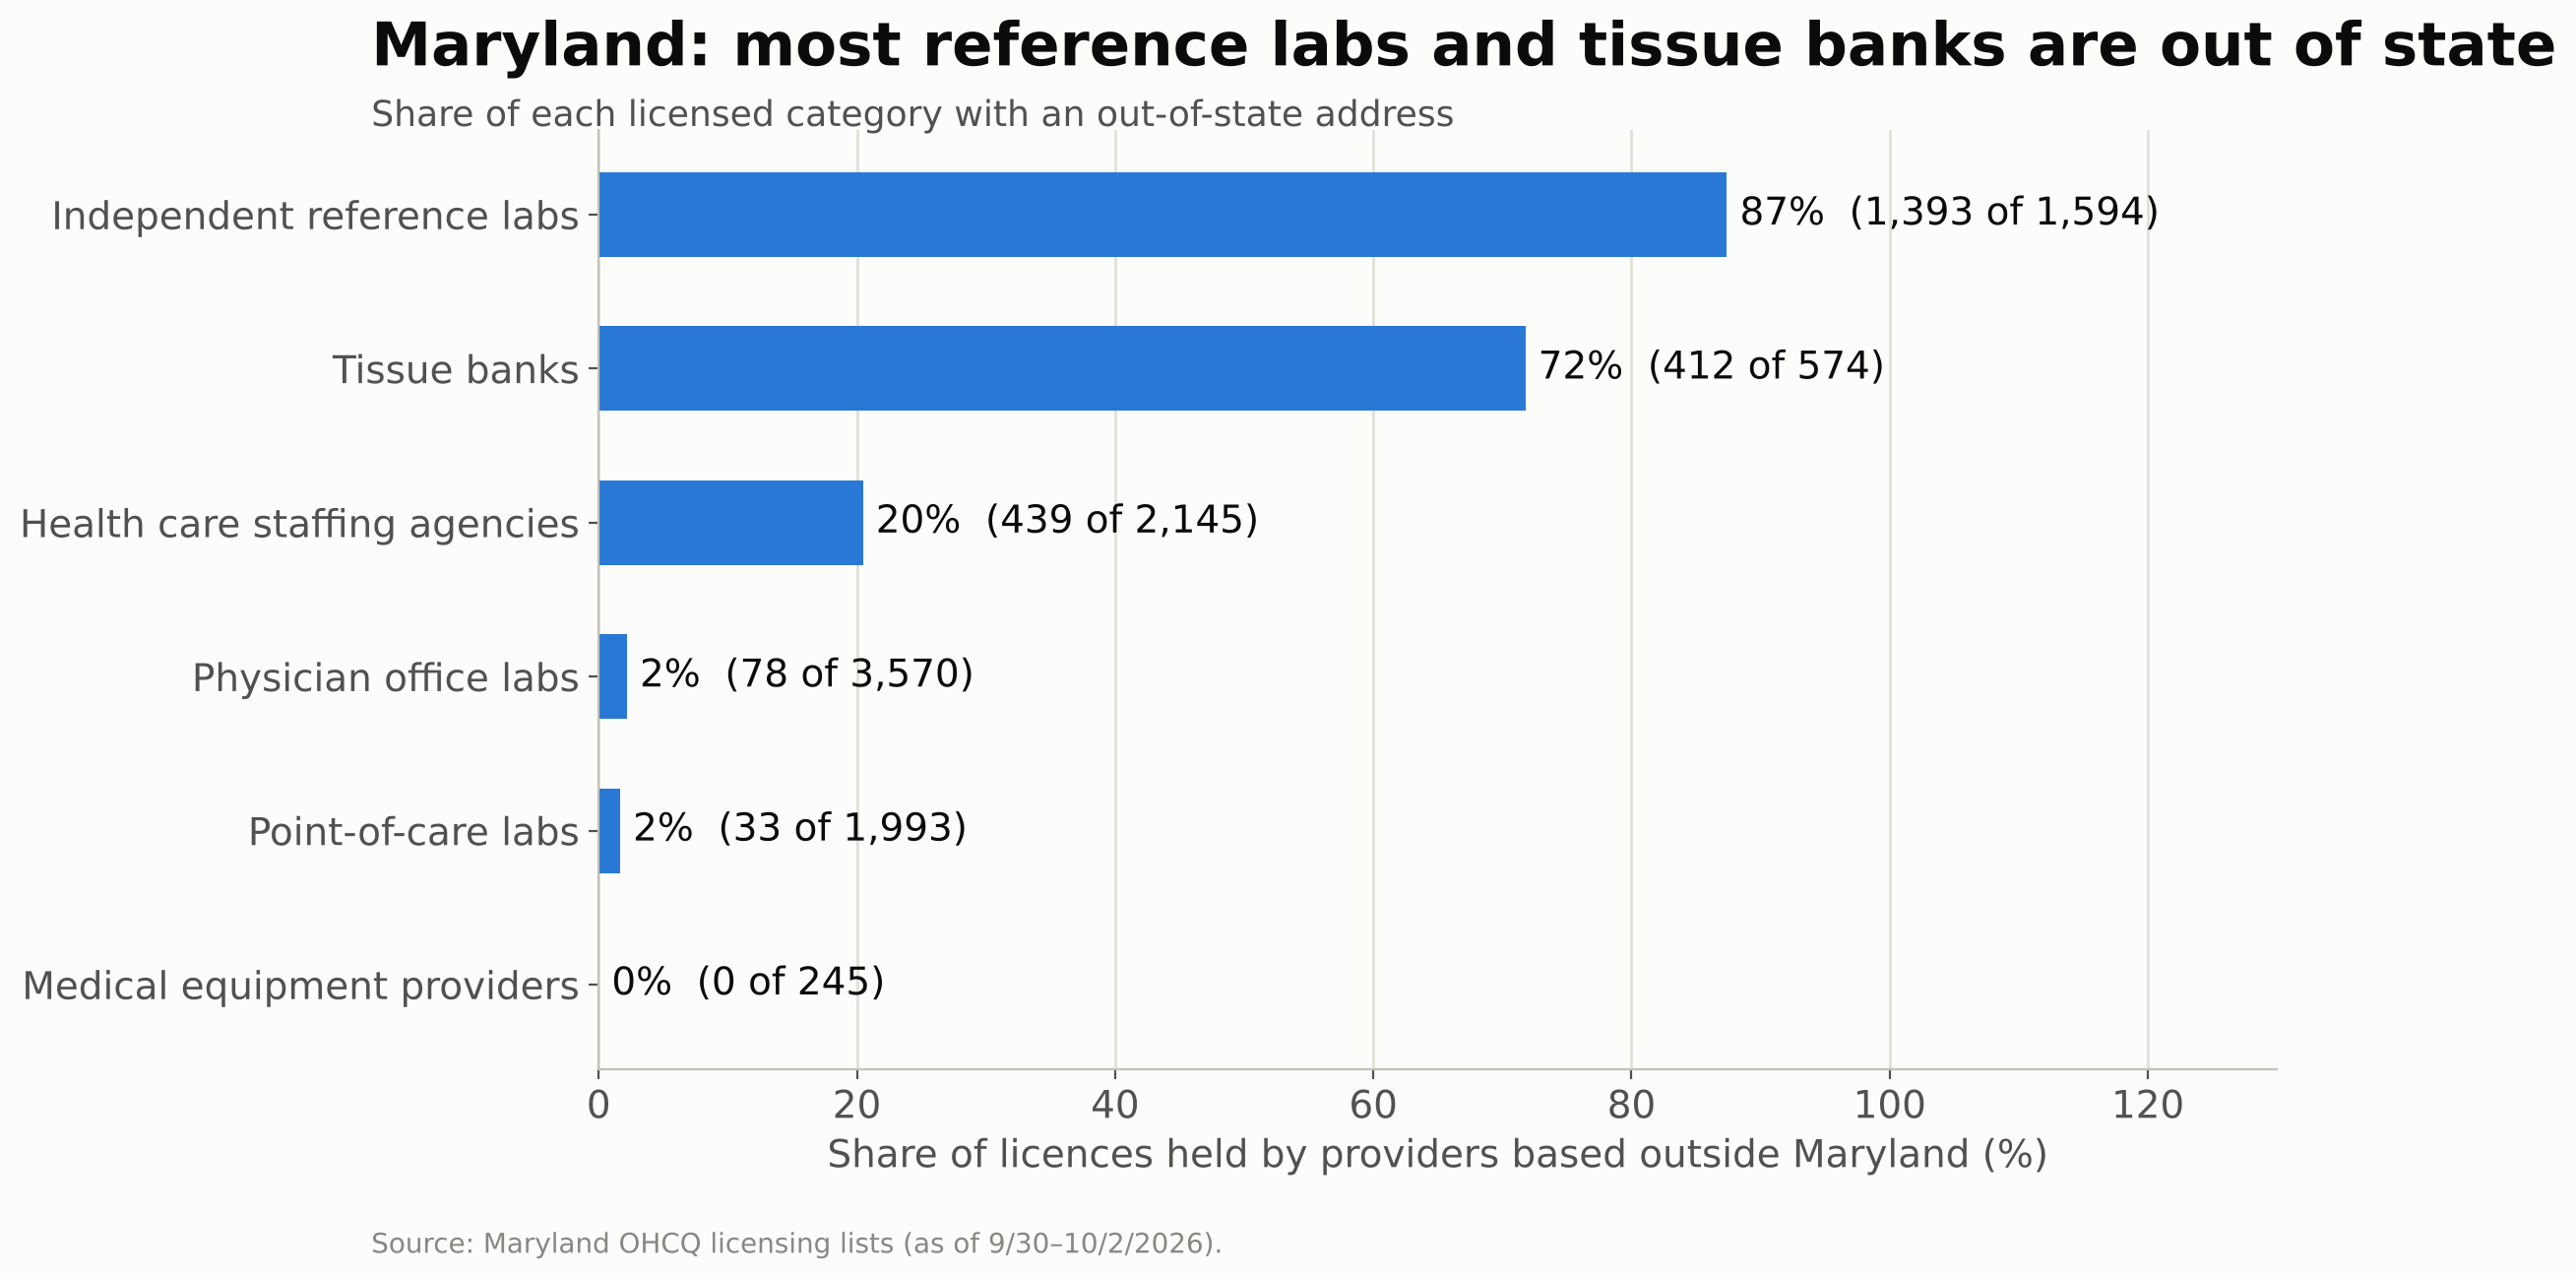 Maryland: most reference labs and tissue banks are out of state
Share of each licensed category with an out-of-state address
Independent reference labs
87% (1,393 of 1,594)
Tissue banks
72% (412 of 574)
Health care staffing agencies
20% (439 of 2,145)
Physician office labs
2% (78 of 3,570)
Point-of-care labs
2% (33 of 1,993)
Medical equipment providers
0% (0 of 245)
0 20 40 60 80 100 120
Share of licences held by providers based outside Maryland (%)
Source: Maryland OHCQ licensing lists (as of 9/30–10/2/2026).